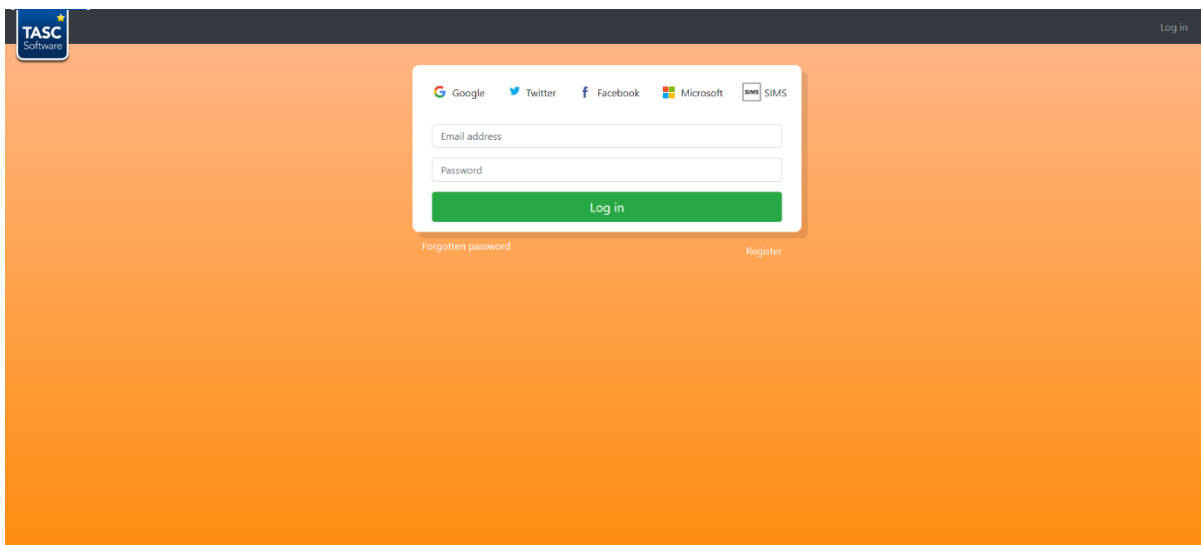 TASC
Software
Log in
Google Twitter Facebook Microsoft SIMS SIMS
Email address
Password
Log in
Forgotten password
Register